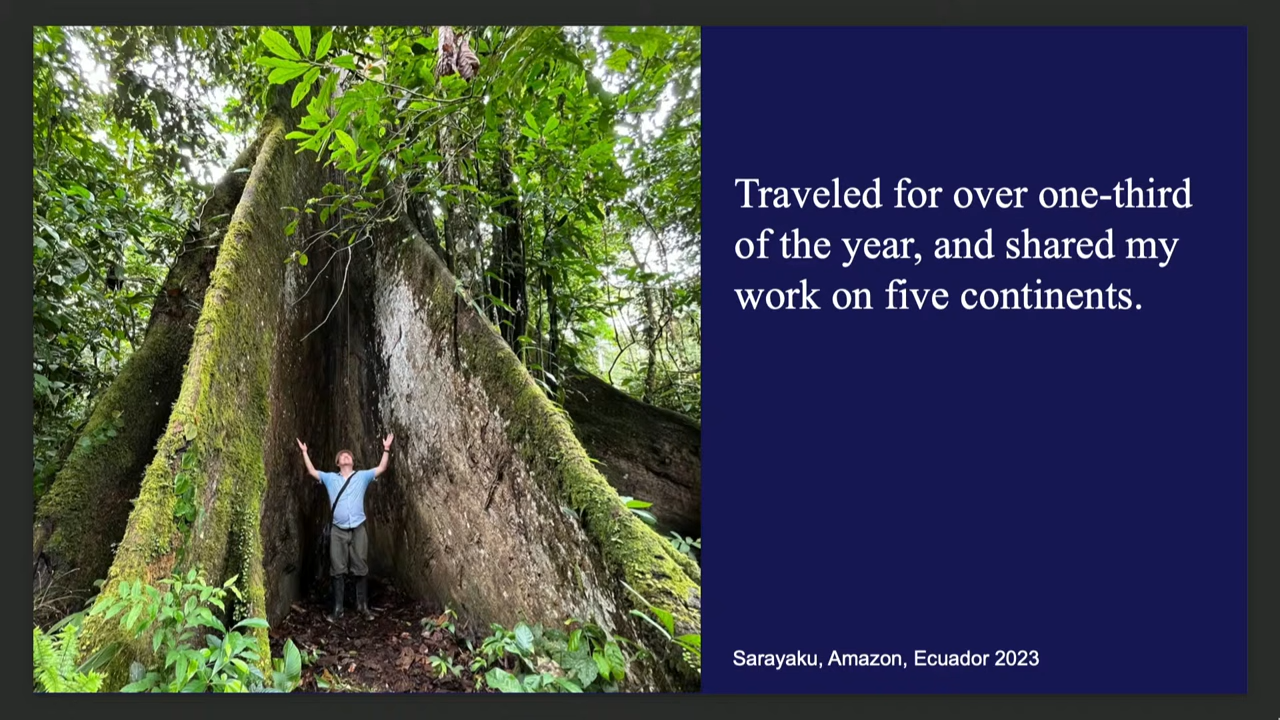 Traveled for over one-third
of the year, and shared my
work on five continents.
Sarayaku, Amazon, Ecuador 2023